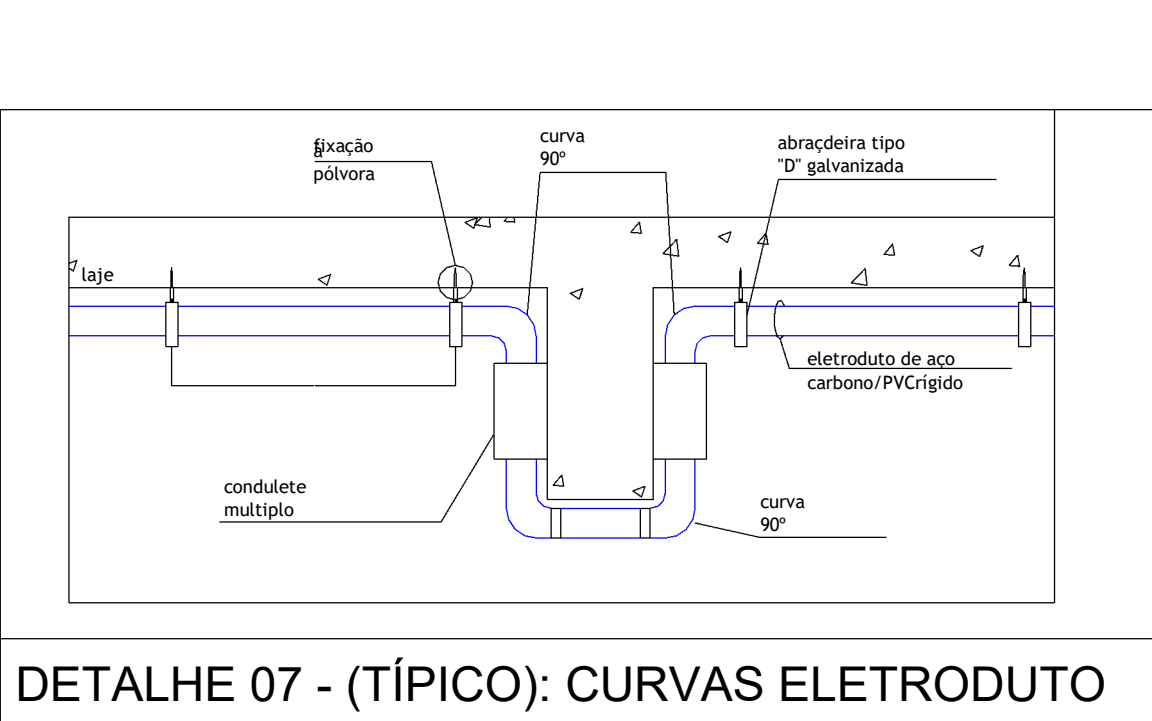 fixação
à
pólvora
curva
90º
abraçdeira tipo
"D" galvanizada
laje
eletroduto de aço
carbono/PVCrígido
condulete
multiplo
curva
90º
DETALHE 07 - (TÍPICO): CURVAS ELETRODUTO